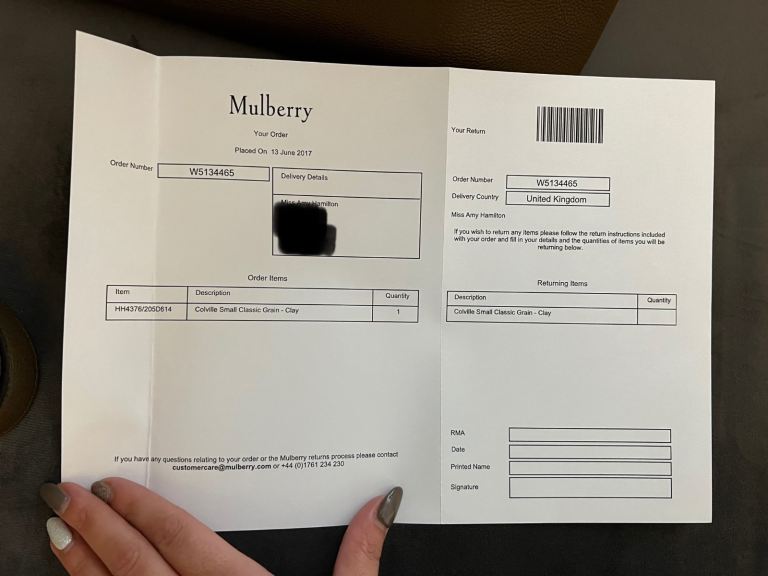 Mulberry
Your Order
Placed On 13 June 2017
Order Number W5134465
Delivery Details
Miss Amy Hamilton
Order Items
Item Description Quantity
HH4376/205D614 Colville Small Classic Grain - Clay 1
If you have any questions relating to your order or the Mulberry returns process please contact
customercare@mulberry.com or +44 (0)1761 234 230
Your Return
Order Number W5134465
Delivery Country United Kingdom
Miss Amy Hamilton
If you wish to return any items please follow the return instructions included
with your order and fill in your details and the quantities of items you will be
returning below.
Returning Items
Description Quantity
Colville Small Classic Grain - Clay
RMA
Date
Printed Name
Signature